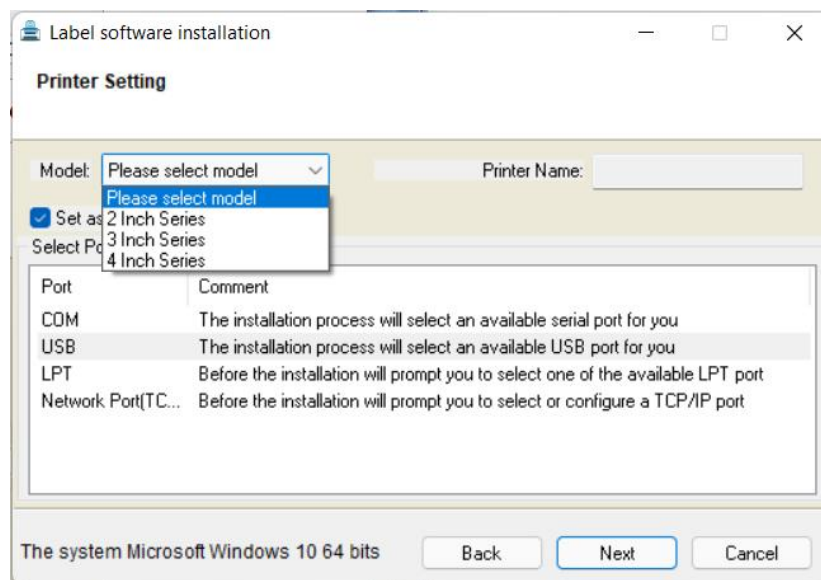 Label software installation
Printer Setting
Model: Please select model Printer Name:
Please select model
Set as 2 Inch Series
3 Inch Series
Select Po
4 Inch Series
Port Comment
COM The installation process will select an available serial port for you
USB The installation process will select an available USB port for you
LPT Before the installation will prompt you to select one of the available LPT port
Network Port(TC... Before the installation will prompt you to select or configure a TCP/IP port
The system Microsoft Windows 10 64 bits Back Next Cancel